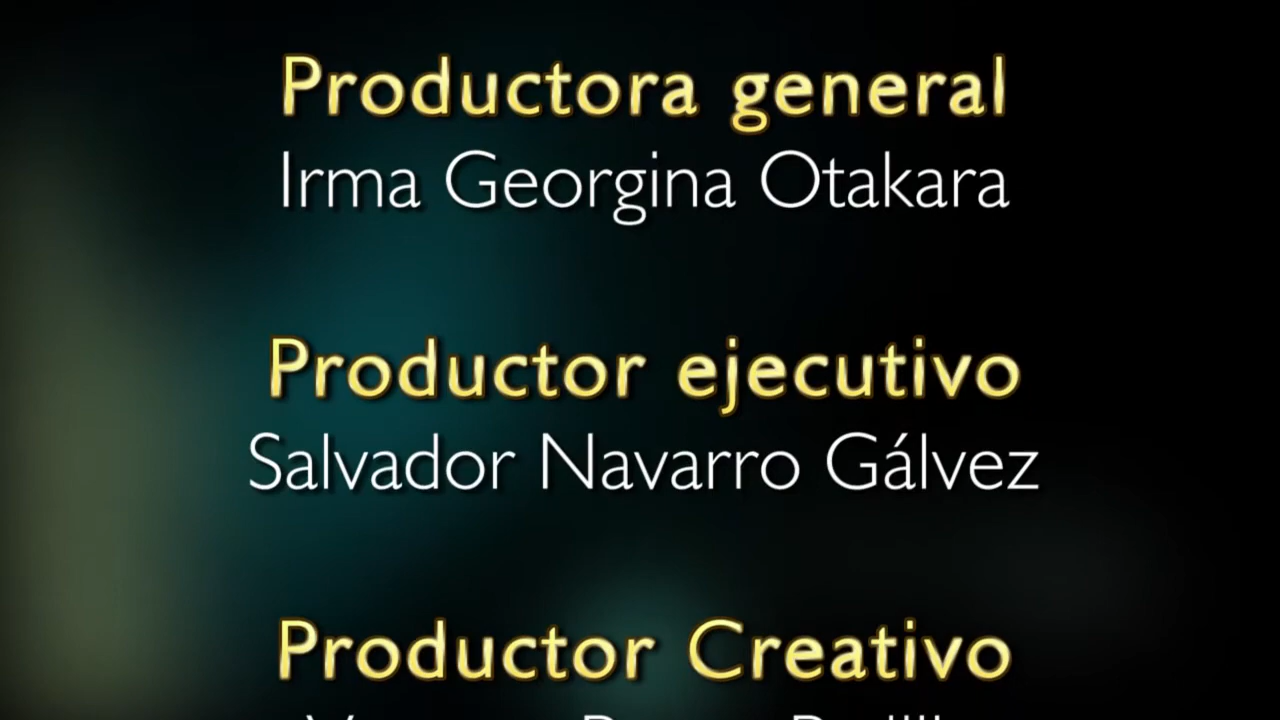 Productora general
Irma Georgina Otakara
Productor ejecutivo
Salvador Navarro Gálvez
Productor Creativo